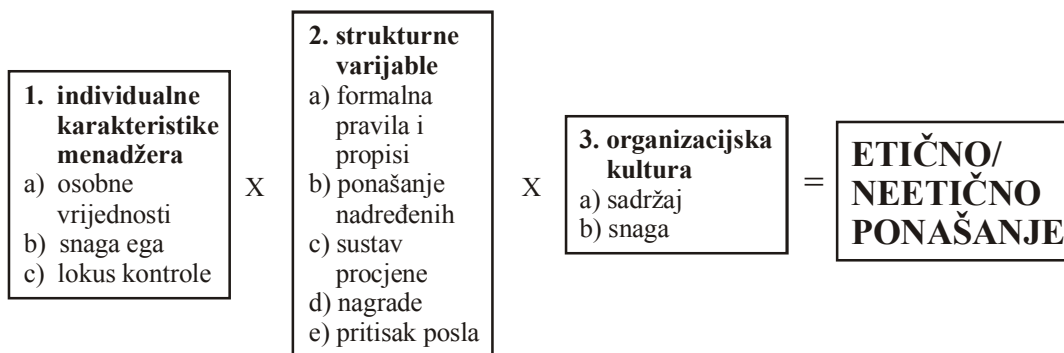 1. individualne
karakteristike
menadžera
a) osobne
vrijednosti
b) snaga ega
c) lokus kontrole
X
2. strukturne
varijable
a) formalna
pravila i
propisi
b) ponašanje
nadređenih
c) sustav
procjene
d) nagrade
e) pritisak posla
X
3. organizacijska
kultura
a) sadržaj
b) snaga
=
ETIČNO/
NEETIČNO
PONAŠANJE